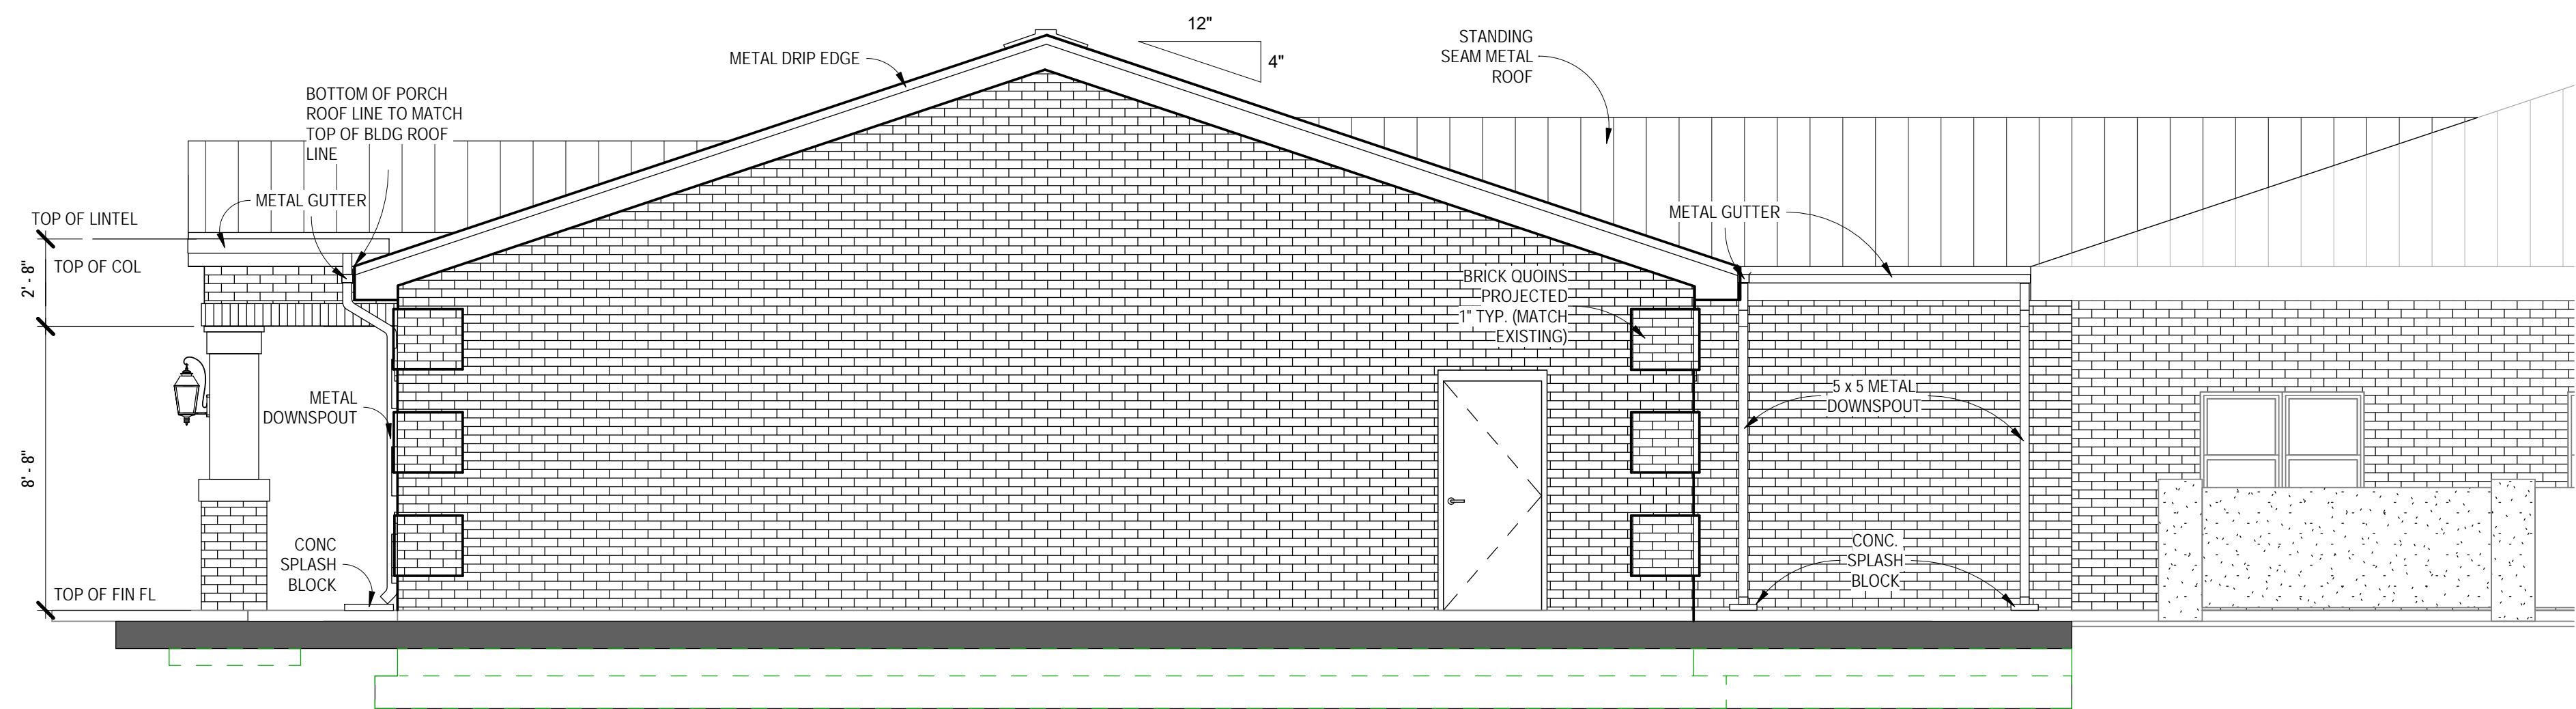 12"
4"
METAL DRIP EDGE
STANDING
SEAM METAL
ROOF
BOTTOM OF PORCH
ROOF LINE TO MATCH
TOP OF BLDG ROOF
LINE
METAL GUTTER
TOP OF LINTEL
TOP OF COL
2' - 8"
METAL GUTTER
BRICK QUOINS
PROJECTED
1" TYP. (MATCH
EXISTING)
METAL
DOWNSPOUT
5 x 5 METAL
DOWNSPOUT
8' - 8"
CONC
SPLASH
BLOCK
CONC.
SPLASH
BLOCK
TOP OF FIN FL